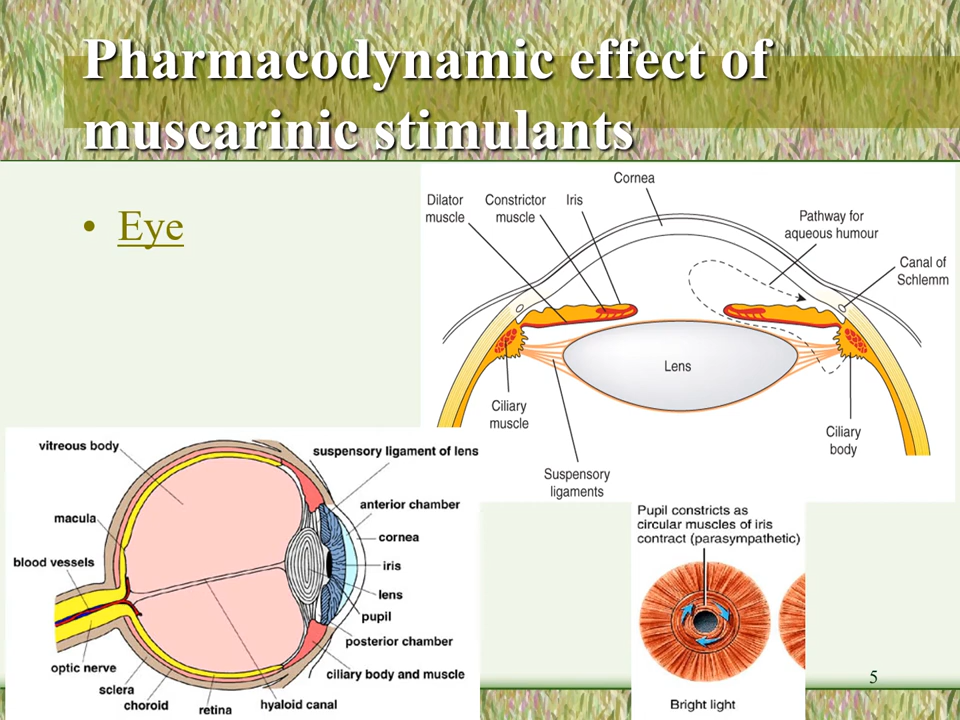 Pharmacodynamic effect of
muscarinic stimulants
• Eye
Cornea
Dilator
muscle
Constrictor
muscle
Iris
Pathway for
aqueous humour
Canal of
Schlemm
Lens
Ciliary
muscle
Ciliary
body
Suspensory
ligaments
vitreous body
suspensory ligament of lens
anterior chamber
macula
cornea
blood vessels
iris
lens
pupil
posterior chamber
optic nerve
ciliary body and muscle
sclera
choroid
retina
hyaloid canal
Pupil constricts as
circular muscles of iris
contract (parasympathetic)
Bright light
5